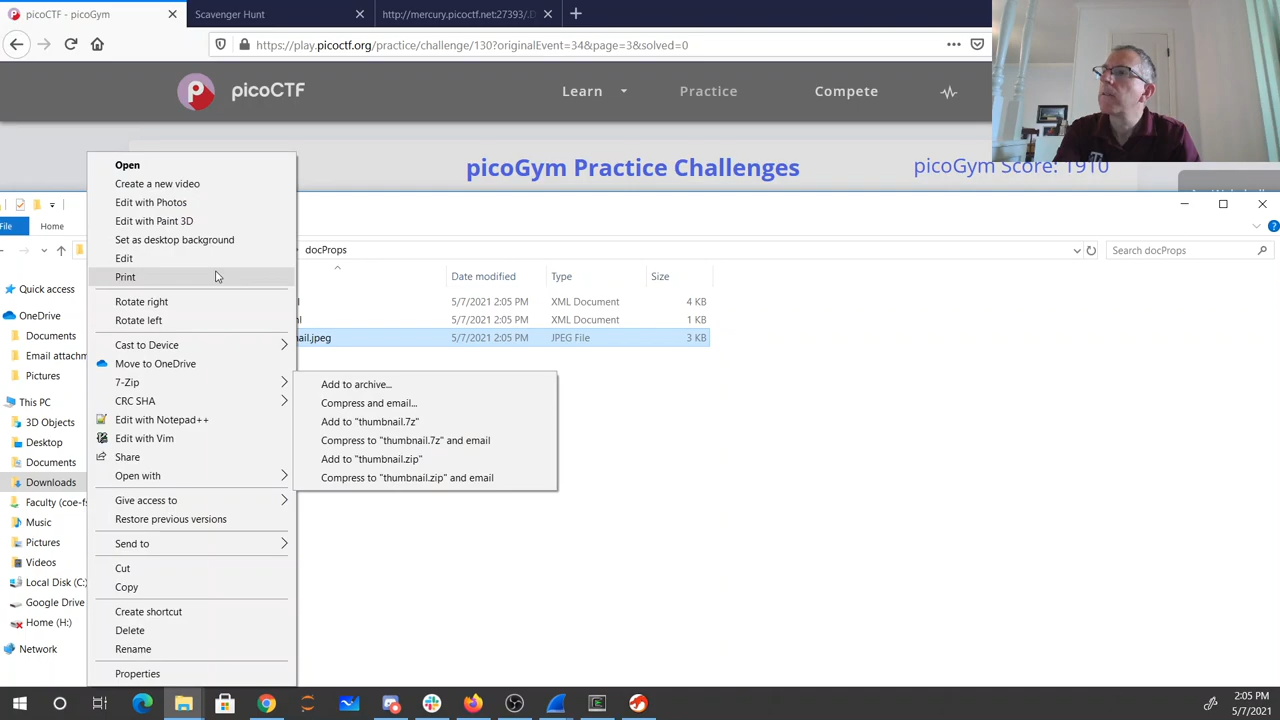 picoCTF - picoGym
Scavenger Hunt
http://mercury.picoctf.net:27393/.D
https://play.picoctf.org/practice/challenge/130?originalEvent=34&page=3&solved=0
picoCTF
Learn
Practice
Compete
picoGym Practice Challenges
picoGym Score: 1910
File
Home
docProps
Search docProps
Date modified
Type
Size
5/7/2021 2:05 PM
XML Document
4 KB
5/7/2021 2:05 PM
XML Document
1 KB
ail.jpeg
5/7/2021 2:05 PM
JPEG File
3 KB
Quick access
OneDrive
Documents
Email attachm
Pictures
This PC
3D Objects
Desktop
Documents
Downloads
Faculty (coe-fs
Music
Pictures
Videos
Local Disk (C:)
Google Drive
Home (H:)
Network
Open
Create a new video
Edit with Photos
Edit with Paint 3D
Set as desktop background
Edit
Print
Rotate right
Rotate left
Cast to Device
Move to OneDrive
7-Zip
CRC SHA
Edit with Notepad++
Edit with Vim
Share
Open with
Give access to
Restore previous versions
Send to
Cut
Copy
Create shortcut
Delete
Rename
Properties
Add to archive...
Compress and email...
Add to "thumbnail.7z"
Compress to "thumbnail.7z" and email
Add to "thumbnail.zip"
Compress to "thumbnail.zip" and email
2:05 PM
5/7/2021